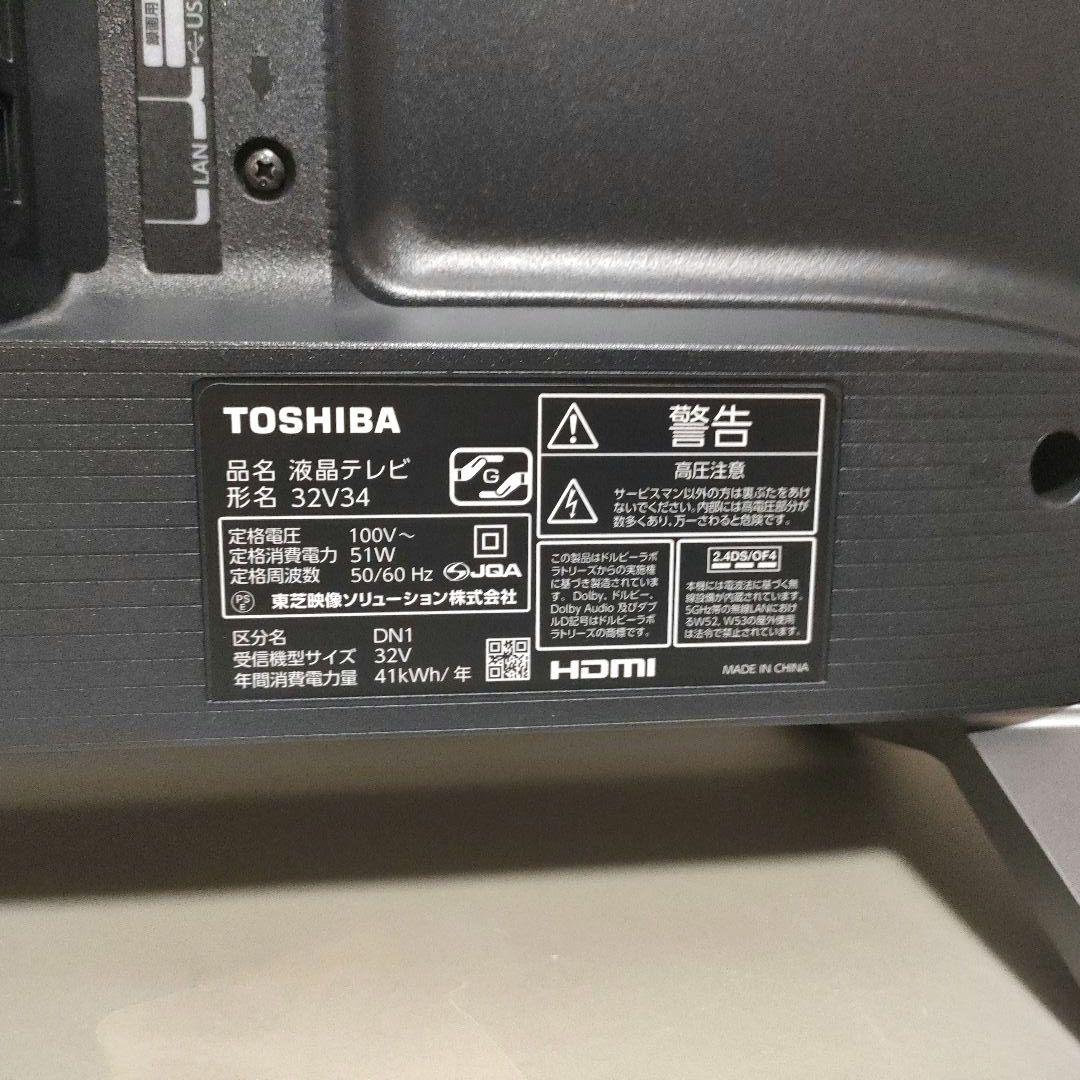 録画用
US
LAN
TOSHIBA
品名 液晶テレビ
形名 32V34
G
定格電圧 100V～
定格消費電力 51W
定格周波数 50/60 Hz
JQA
PS
E
東芝映像ソリューション株式会社
区分名 DN1
受信機型サイズ 32V
年間消費電力量 41kWh/年
警告
高圧注意
サービスマン以外の方は裏ぶたをあけ
ないでください。内部には高電圧部分が
数多くあり、万一さわると危険です。
この製品はドルビーラボ
ラトリーズからの実施権
に基づき製造されていま
す。Dolby、ドルビー、
Dolby Audio 及びダブ
ルD記号はドルビーラボ
ラトリーズの商標です。
2.4DS/OF4
本機には電波法に基づく無
線設備が内蔵されています。
5GHz帯の無線LANにおけ
るW52、W53の屋外使用
は法令で禁止されています。
HDMI
MADE IN CHINA